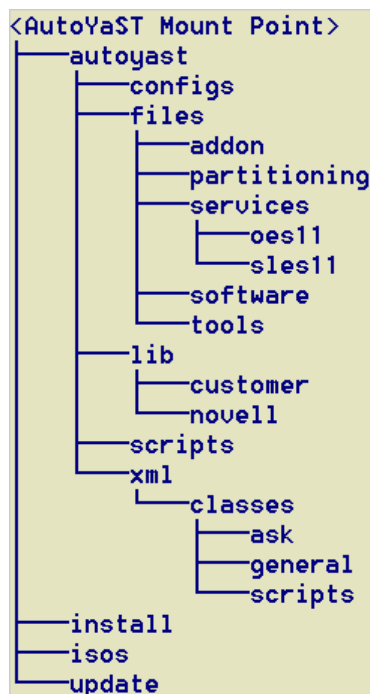 <AutoYaST Mount Point>
autoyast
configs
files
addon
partitioning
services
oes11
sles11
software
tools
lib
customer
novell
scripts
xml
classes
ask
general
scripts
install
isos
update